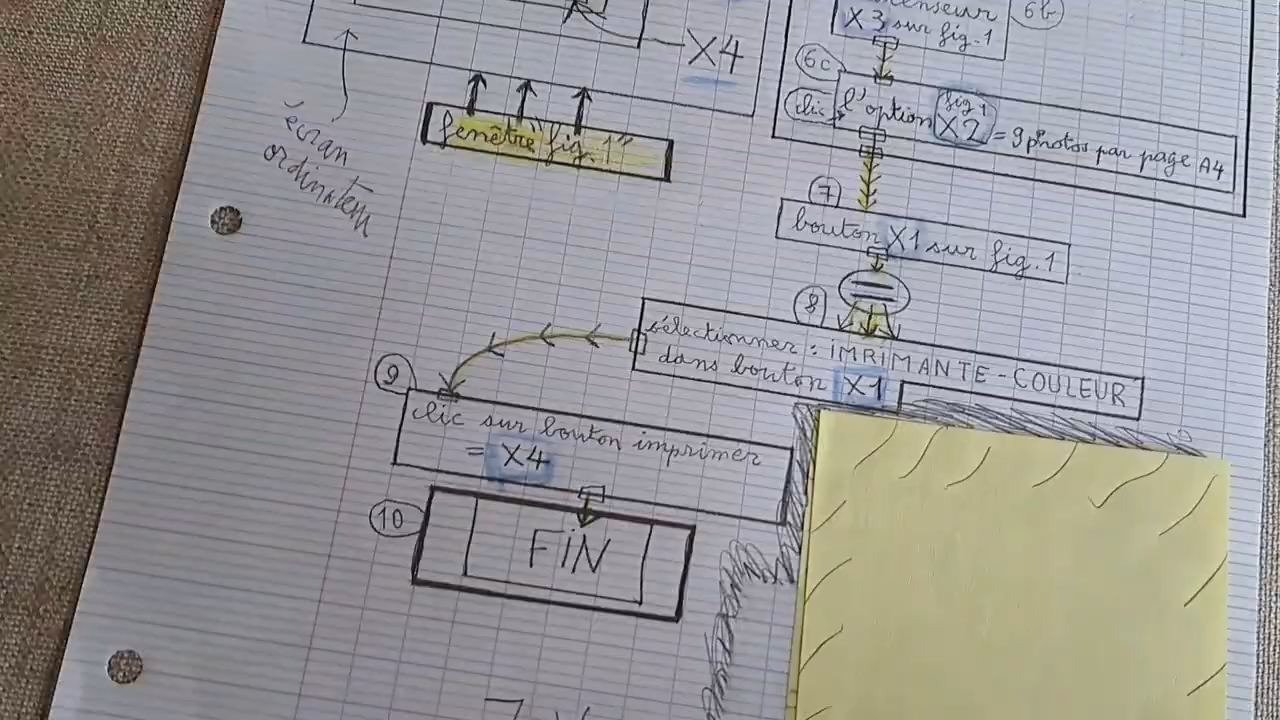 X4
écran
ordinateur
fenêtre "fig. 1"
X3 sur fig. 1
6b
6c
clic
l'option fig 1 X2 = 9 photos par page A4
7
bouton X1 sur fig. 1
8
sélectionner : iMRiMANTE-COULEUR
dans bouton X1
9
clic sur bouton imprimer
= X4
10
FiN